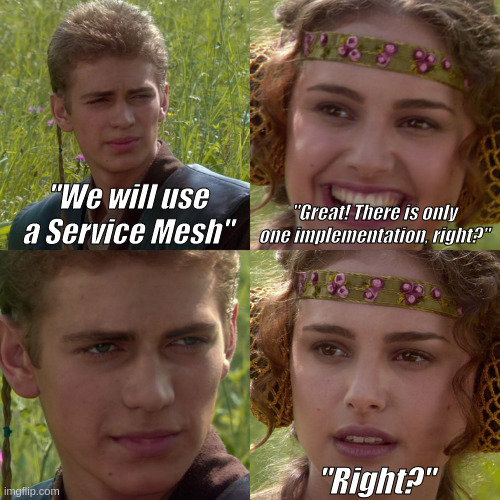 "We will use
a Service Mesh"
"Great! There is only
one implementation, right?"
"Right?"
imgflip.com